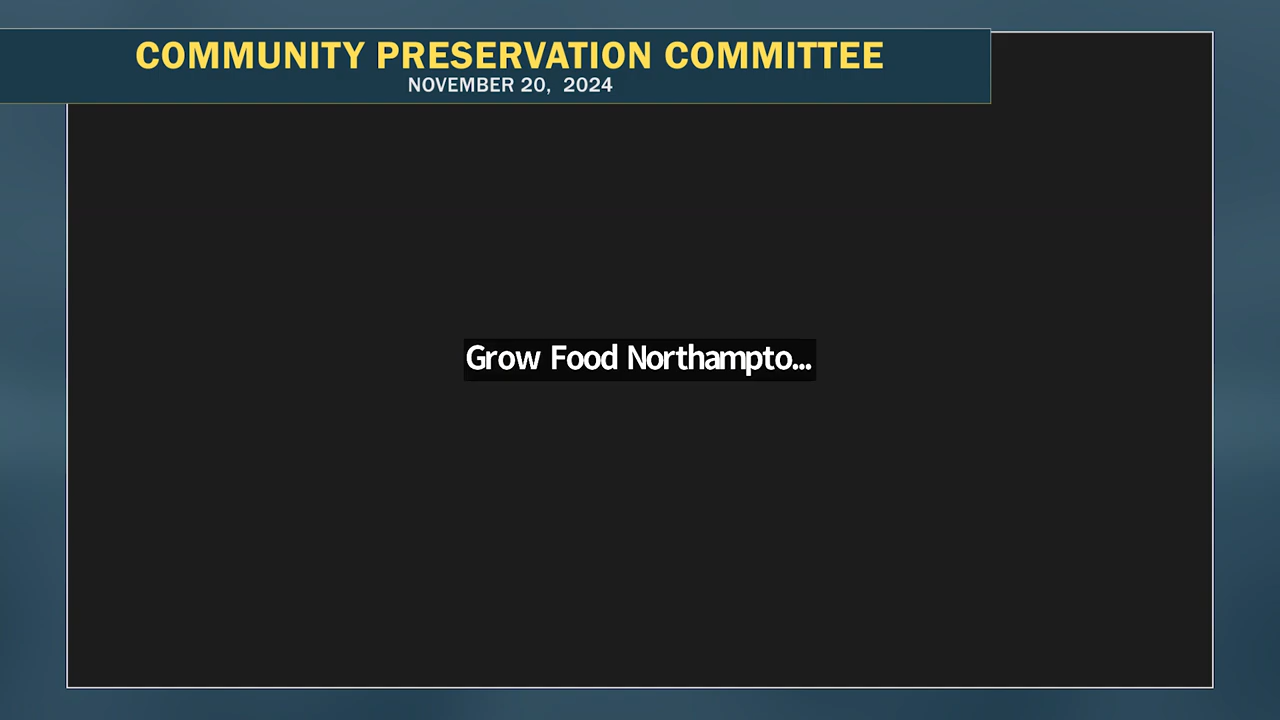 COMMUNITY PRESERVATION COMMITTEE
NOVEMBER 20, 2024
Grow Food Northampto...